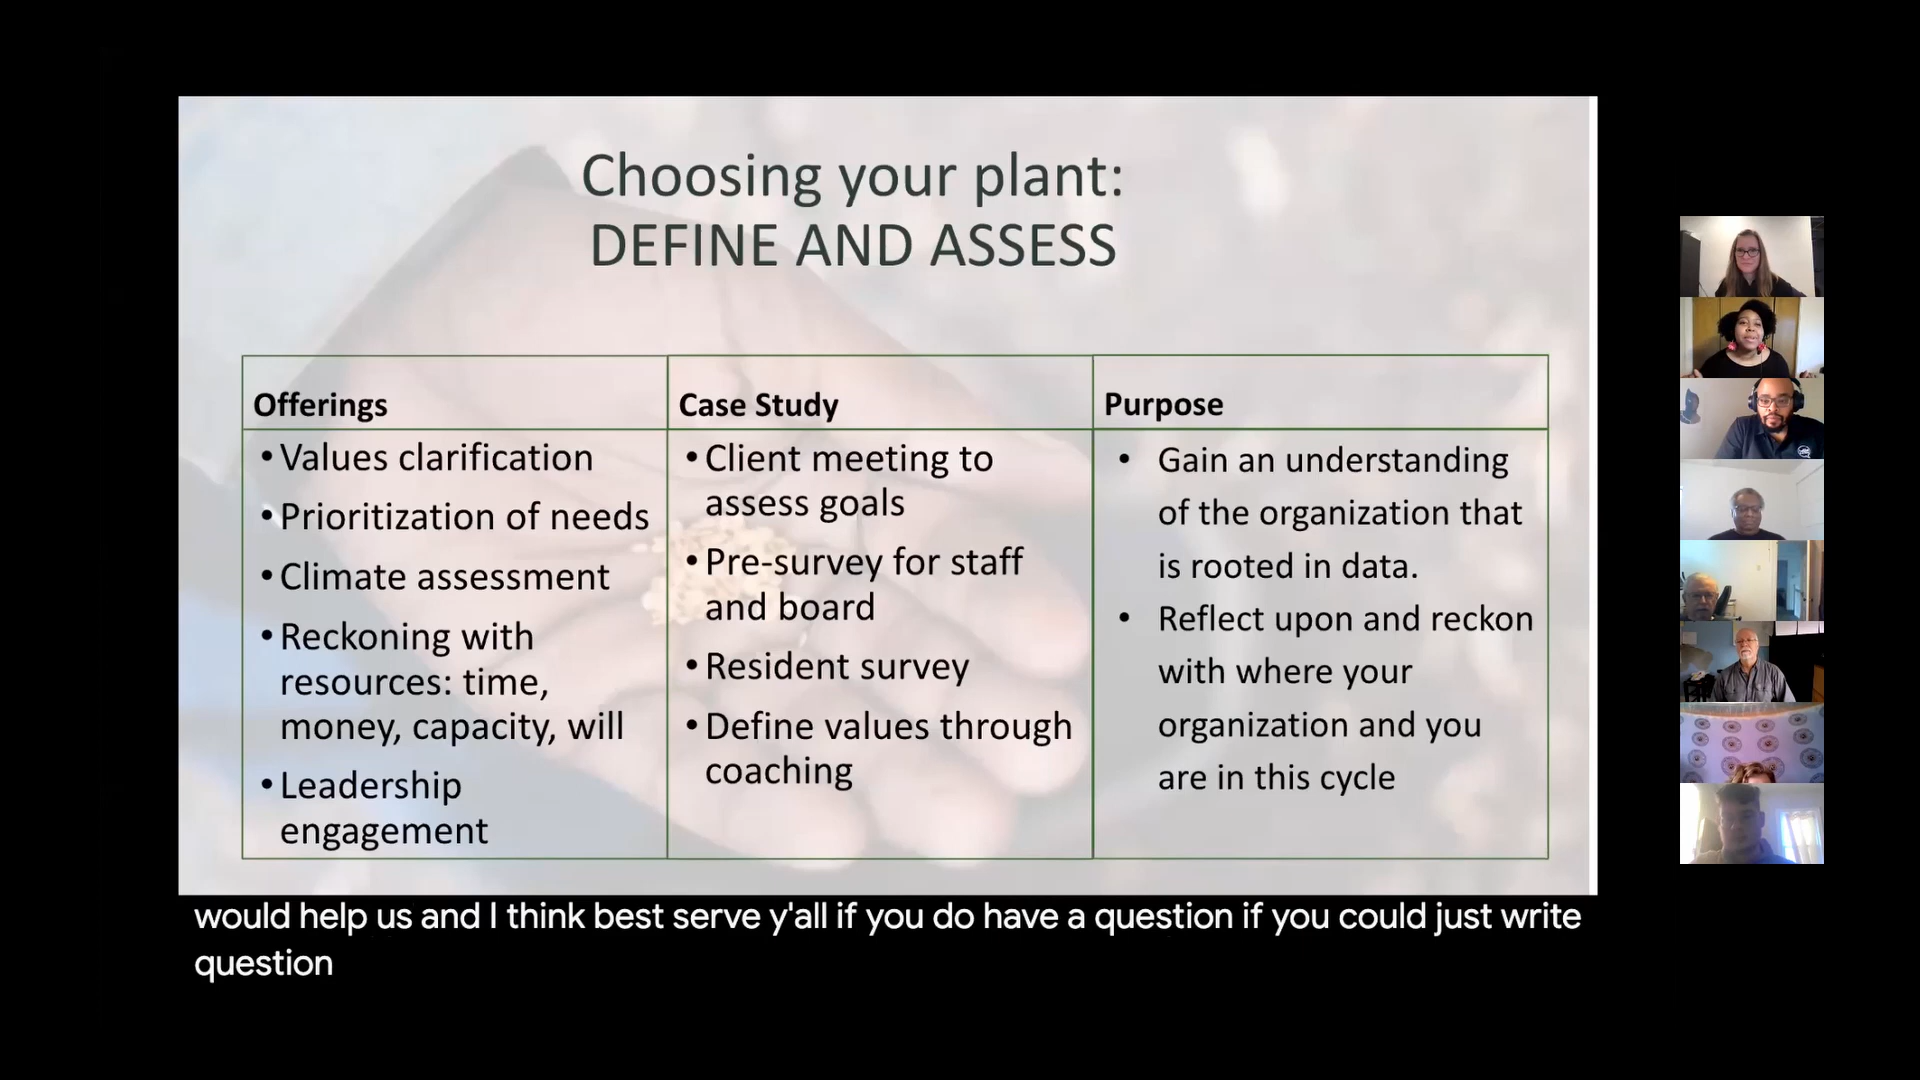 Choosing your plant:
DEFINE AND ASSESS
Offerings
• Values clarification
• Prioritization of needs
• Climate assessment
• Reckoning with
resources: time,
money, capacity, will
• Leadership
engagement
Case Study
• Client meeting to
assess goals
• Pre-survey for staff
and board
• Resident survey
• Define values through
coaching
Purpose
• Gain an understanding
of the organization that
is rooted in data.
• Reflect upon and reckon
with where your
organization and you
are in this cycle
would help us and I think best serve y'all if you do have a question if you could just write
question